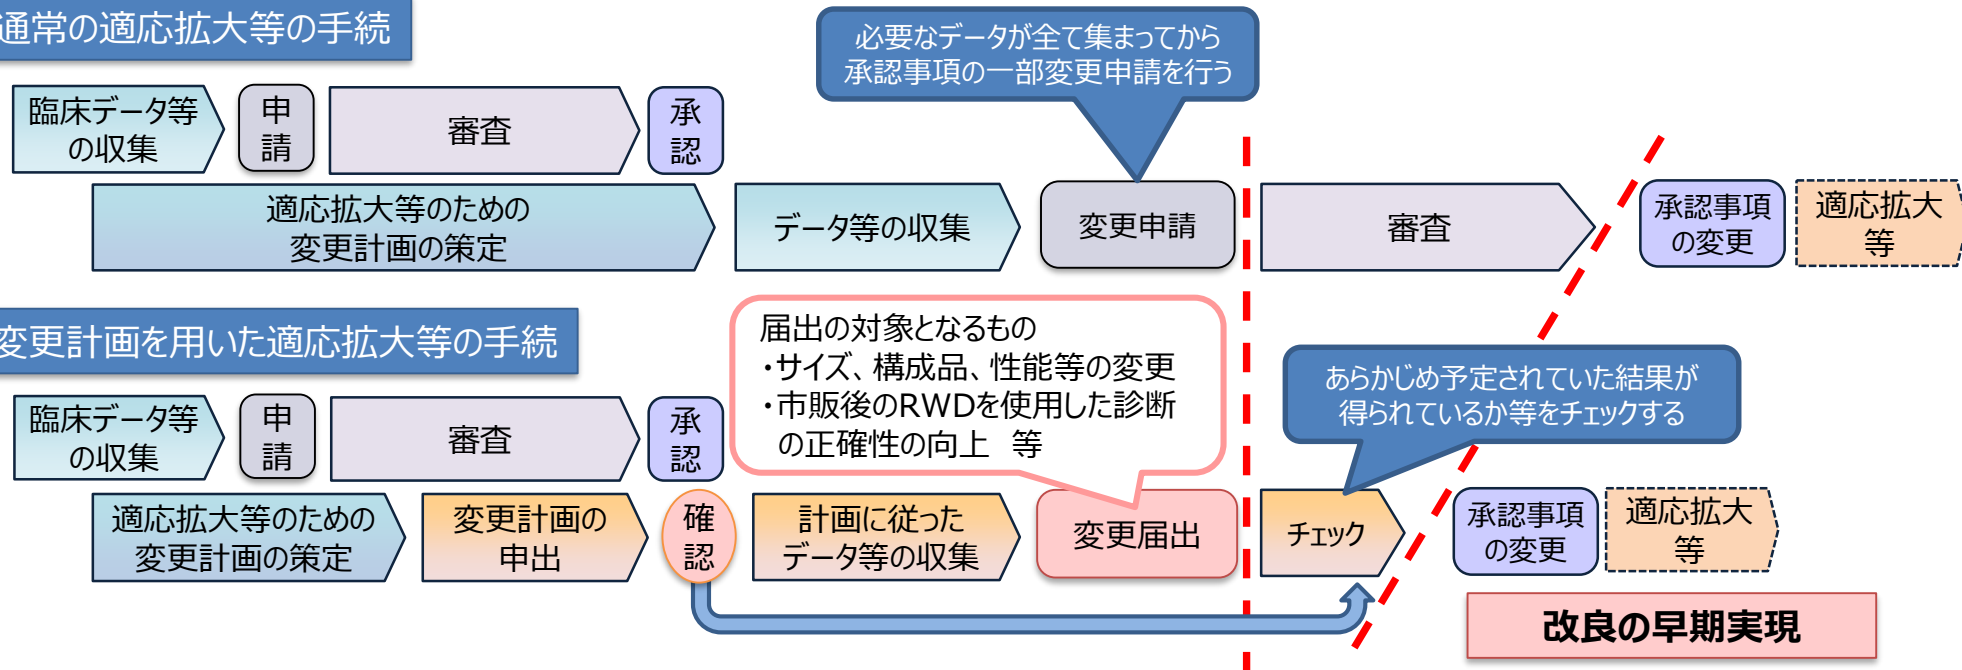 通常の適応拡大等の手続
必要なデータが全て集まってから
承認事項の一部変更申請を行う
臨床データ等
の収集
申
請
審査
承
認
適応拡大等のための
変更計画の策定
データ等の収集
変更申請
審査
承認事項
の変更
適応拡大
等
変更計画を用いた適応拡大等の手続
届出の対象となるもの
・サイズ、構成品、性能等の変更
・市販後のRWDを使用した診断
の正確性の向上　等
あらかじめ予定されていた結果が
得られているか等をチェックする
臨床データ等
の収集
申
請
審査
承
認
適応拡大等のための
変更計画の策定
変更計画の
申出
確
認
計画に従った
データ等の収集
変更届出
チェック
承認事項
の変更
適応拡大
等
改良の早期実現